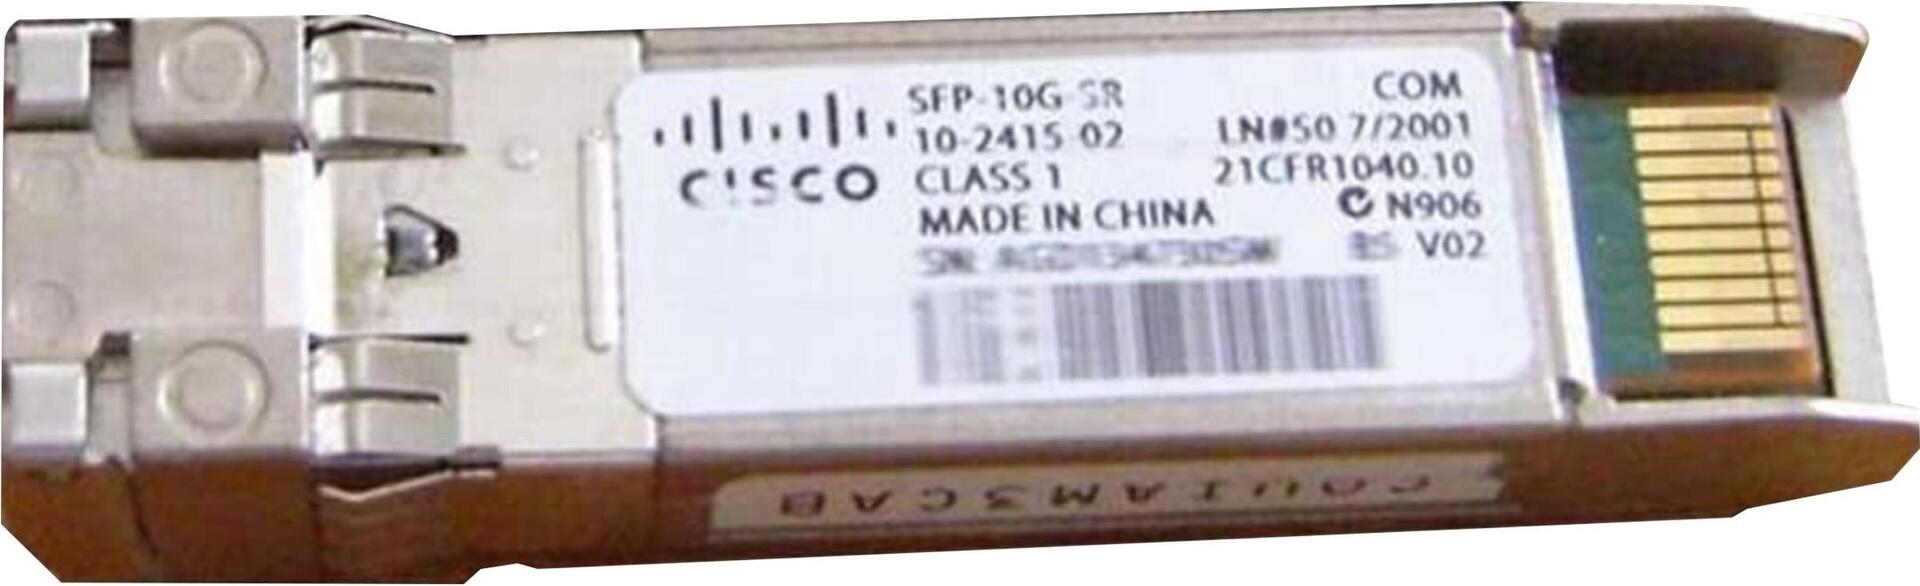 CISCO
SFP-10G-SR
10-2415-02
CLASS 1
MADE IN CHINA
COM
LN#50 7/2001
21CFR1040.10
N906
V02
COUIAM3CAB